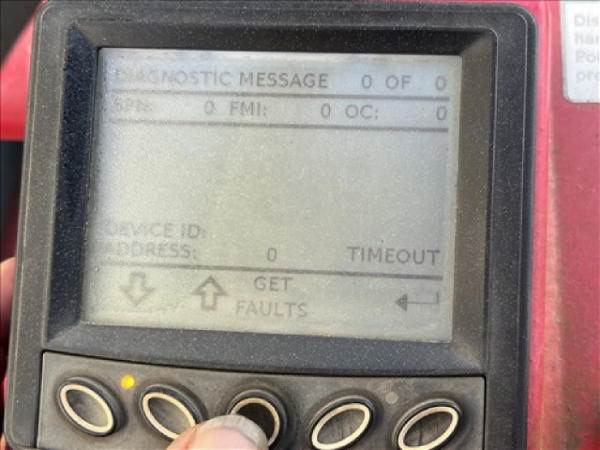 DIAGNOSTIC MESSAGE 0 OF 0
SPN: 0 FMI: 0 OC: 0
DEVICE ID:
ADDRESS: 0 TIMEOUT
GET
FAULTS